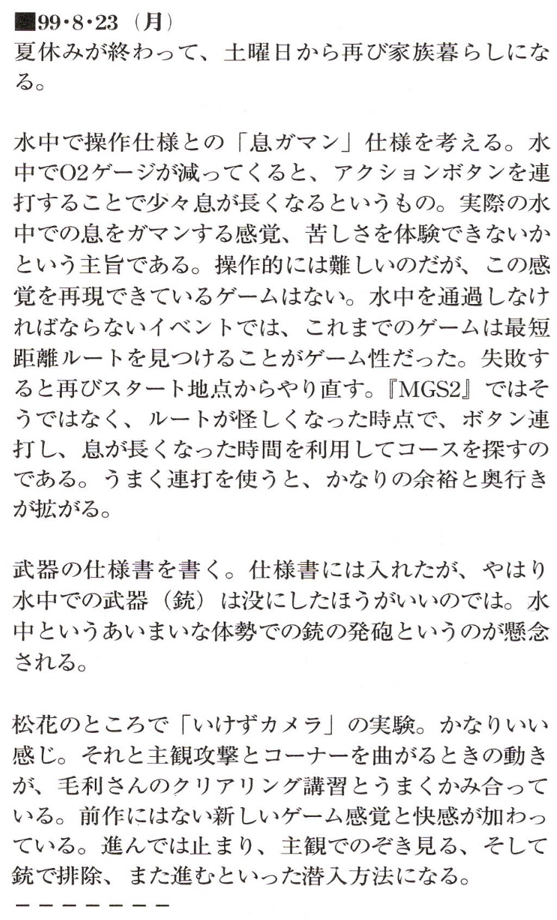 ■99・8・23（月）
夏休みが終わって、土曜日から再び家族暮らしにな
る。
水中で操作仕様との「息ガマン」仕様を考える。水
中でO2ゲージが減ってくると、アクションボタンを連
打することで少々息が長くなるというもの。実際の水
中での息をガマンする感覚、苦しさを体験できないか
という主旨である。操作的には難しいのだが、この感
覚を再現できているゲームはない。水中を通過しなけ
ればならないイベントでは、これまでのゲームは最短
距離ルートを見つけることがゲーム性だった。失敗す
ると再びスタート地点からやり直す。『MGS2』ではそ
うではなく、ルートが怪しくなった時点で、ボタン連
打し、息が長くなった時間を利用してコースを探すの
である。うまく連打を使うと、かなりの余裕と奥行き
が拡がる。
武器の仕様書を書く。仕様書には入れたが、やはり
水中での武器（銃）は没にしたほうがいいのでは。水
中というあいまいな体勢での銃の発砲というのが懸念
される。
松花のところで「いけずカメラ」の実験。かなりいい
感じ。それと主観攻撃とコーナーを曲がるときの動き
が、毛利さんのクリアリング講習とうまくかみ合って
いる。前作にはない新しいゲーム感覚と快感が加わっ
ている。進んでは止まり、主観でのぞき見る、そして
銃で排除、また進むといった潜入方法になる。
－－－－－－－